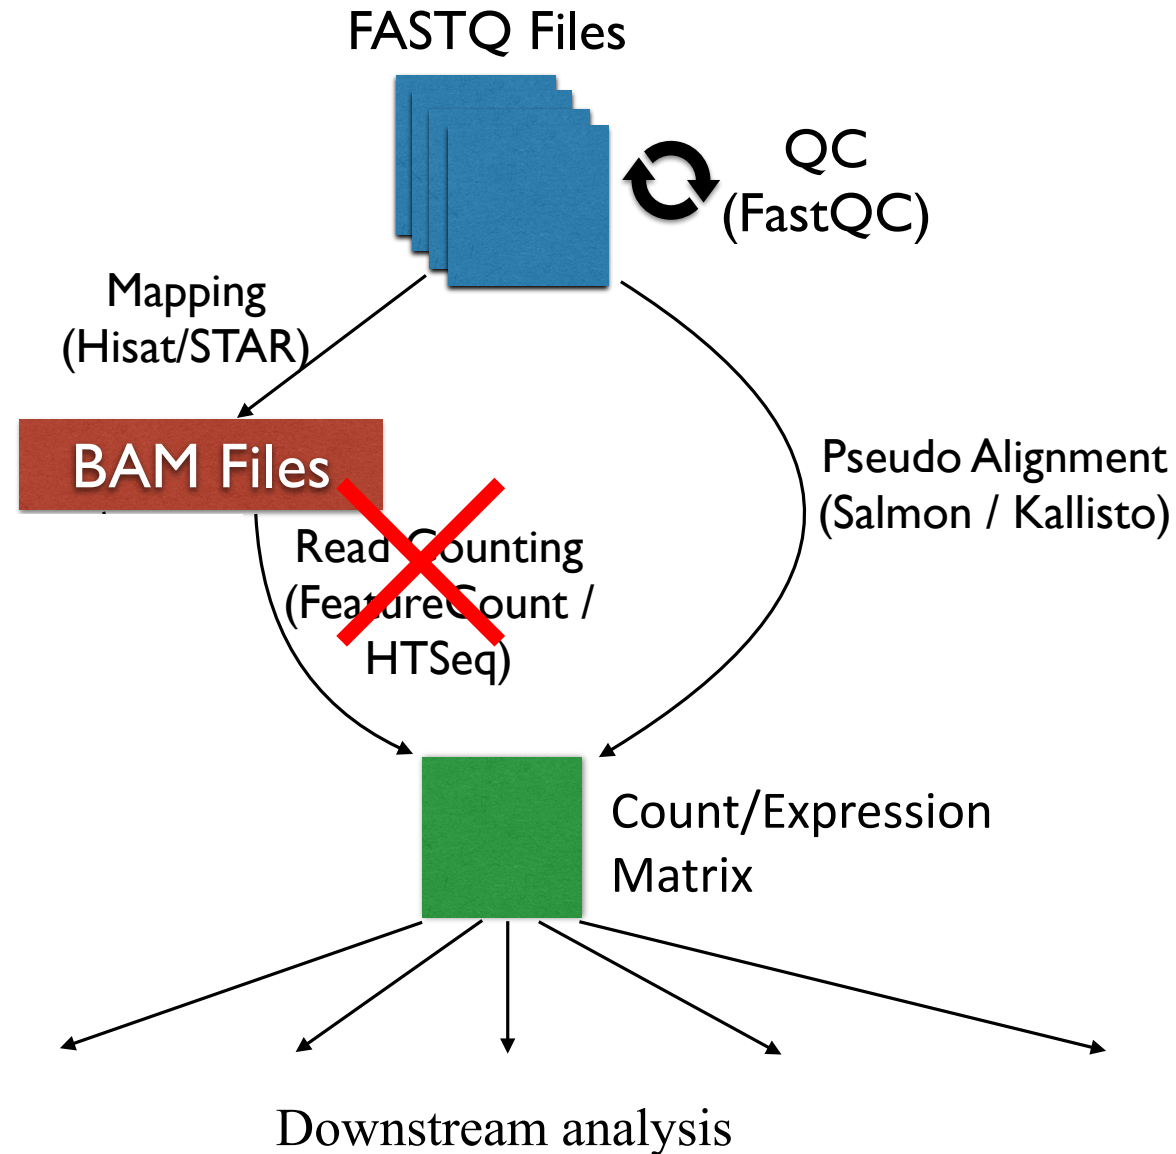 FASTQ Files
QC
(FastQC)
Mapping
(Hisat/STAR)
BAM Files
Pseudo Alignment
(Salmon / Kallisto)
Read Counting
(FeatureCount /
HTSeq)
Count/Expression
Matrix
Downstream analysis